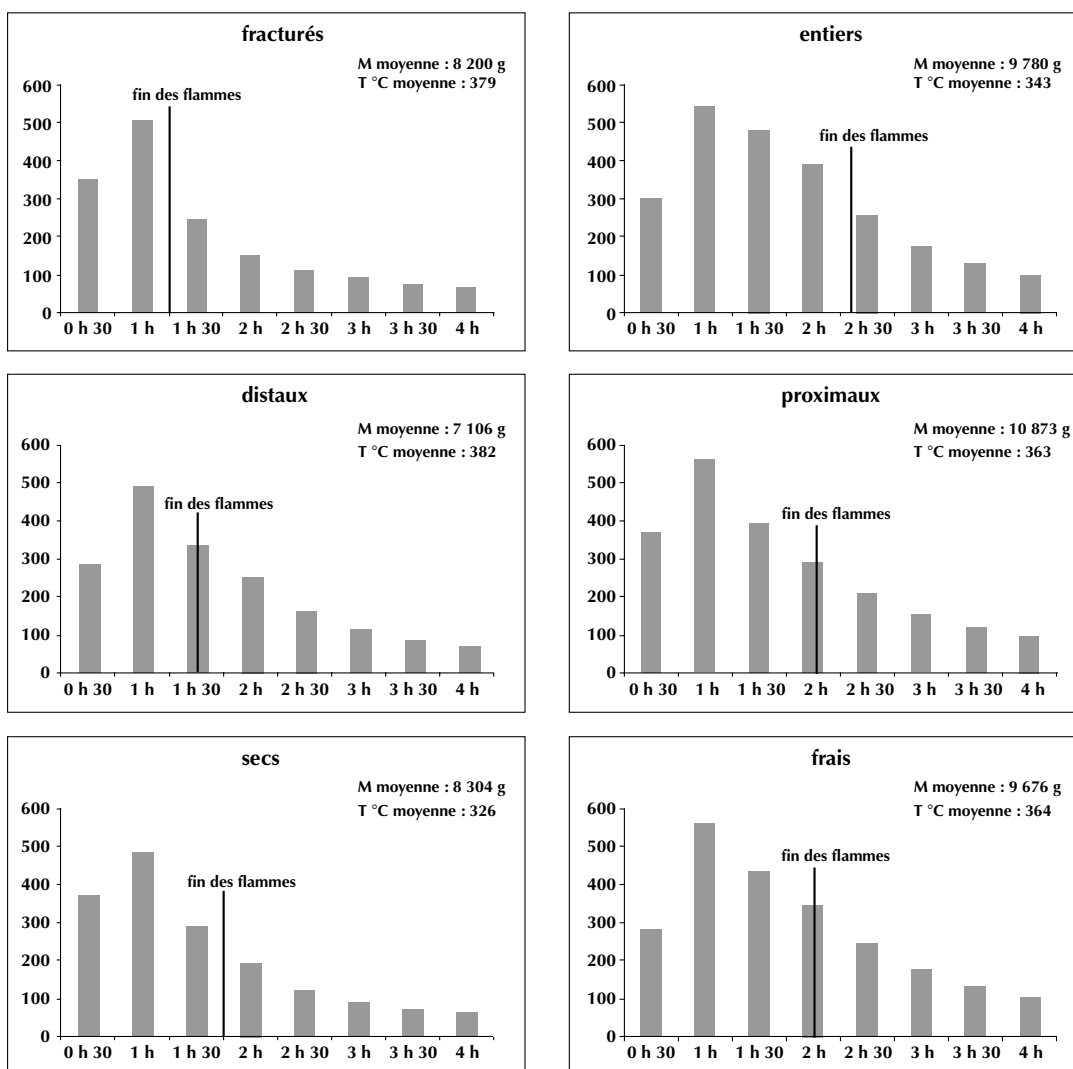 fracturés
M moyenne : 8 200 g
T °C moyenne : 379
fin des flammes
600
500
400
300
200
100
0
0 h 30 1 h 1 h 30 2 h 2 h 30 3 h 3 h 30 4 h
entiers
M moyenne : 9 780 g
T °C moyenne : 343
fin des flammes
600
500
400
300
200
100
0
0 h 30 1 h 1 h 30 2 h 2 h 30 3 h 3 h 30 4 h
distaux
M moyenne : 7 106 g
T °C moyenne : 382
fin des flammes
600
500
400
300
200
100
0
0 h 30 1 h 1 h 30 2 h 2 h 30 3 h 3 h 30 4 h
proximaux
M moyenne : 10 873 g
T °C moyenne : 363
fin des flammes
600
500
400
300
200
100
0
0 h 30 1 h 1 h 30 2 h 2 h 30 3 h 3 h 30 4 h
secs
M moyenne : 8 304 g
T °C moyenne : 326
fin des flammes
600
500
400
300
200
100
0
0 h 30 1 h 1 h 30 2 h 2 h 30 3 h 3 h 30 4 h
frais
M moyenne : 9 676 g
T °C moyenne : 364
fin des flammes
600
500
400
300
200
100
0
0 h 30 1 h 1 h 30 2 h 2 h 30 3 h 3 h 30 4 h